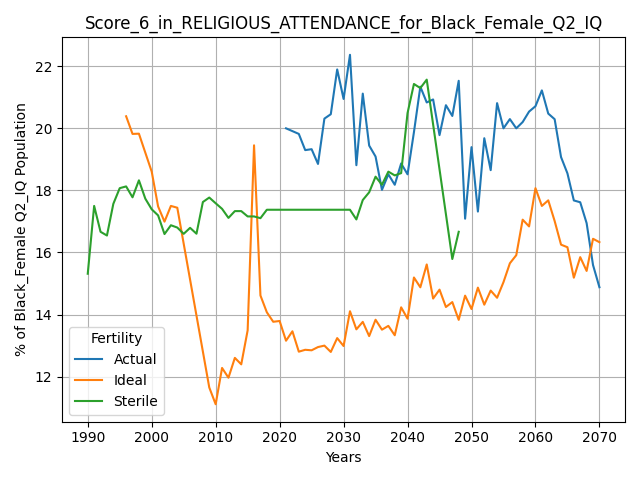 Score_6_in_RELIGIOUS_ATTENDANCE_for_Black_Female_Q2_IQ
% of Black_Female Q2_IQ Population
22
20
18
16
14
12
Fertility
Actual
Ideal
Sterile
1990 2000 2010 2020 2030 2040 2050 2060 2070
Years